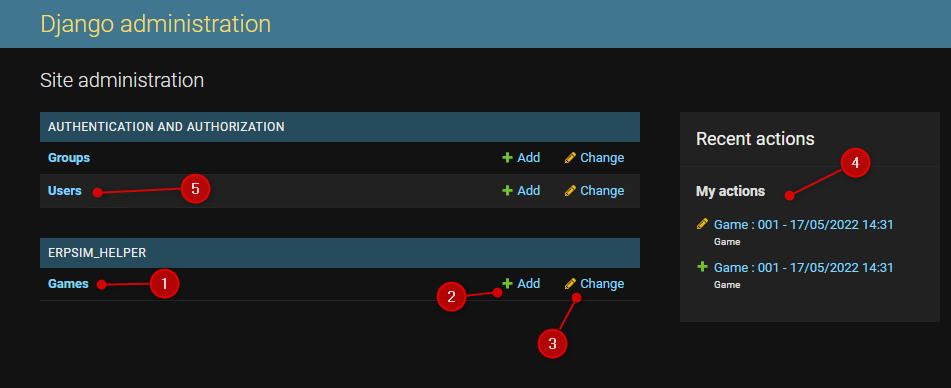 Django administration
Site administration
AUTHENTICATION AND AUTHORIZATION
Groups Add Change
Users 5 Add Change
ERPSIM_HELPER
Games 1 2 Add Change
3
Recent actions
4
My actions
Game : 001 - 17/05/2022 14:31
Game
Game : 001 - 17/05/2022 14:31
Game